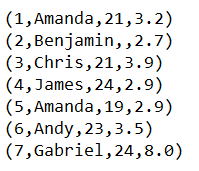 (1,Amanda,21,3.2)
(2,Benjamin,,2.7)
(3,Chris,21,3.9)
(4,James,24,2.9)
(5,Amanda,19,2.9)
(6,Andy,23,3.5)
(7,Gabriel,24,8.0)